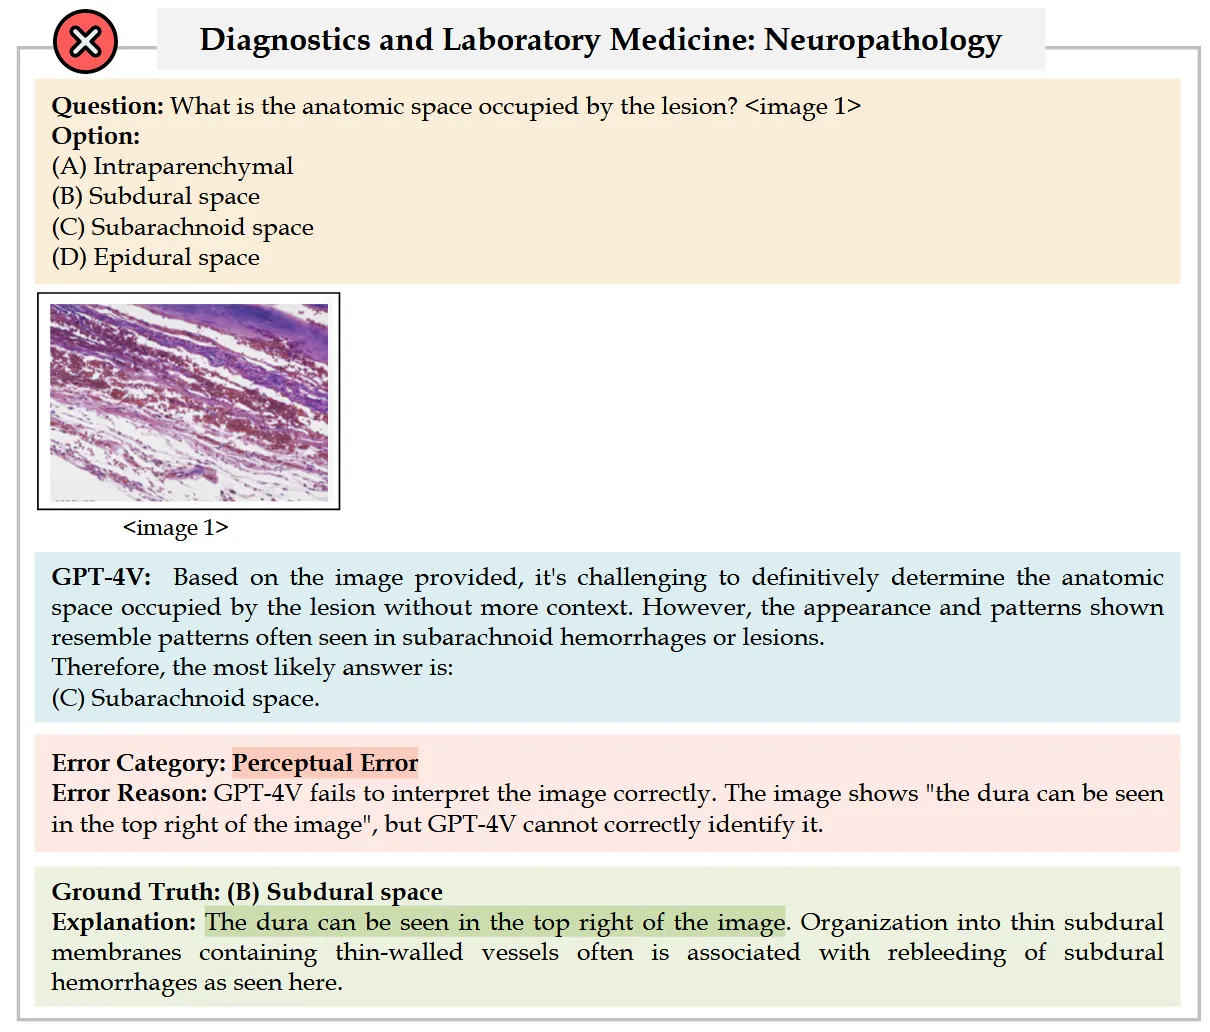 Diagnostics and Laboratory Medicine: Neuropathology
Question: What is the anatomic space occupied by the lesion? <image 1>
Option:
(A) Intraparenchymal
(B) Subdural space
(C) Subarachnoid space
(D) Epidural space
<image 1>
GPT-4V: Based on the image provided, it's challenging to definitively determine the anatomic
space occupied by the lesion without more context. However, the appearance and patterns shown
resemble patterns often seen in subarachnoid hemorrhages or lesions.
Therefore, the most likely answer is:
(C) Subarachnoid space.
Error Category: Perceptual Error
Error Reason: GPT-4V fails to interpret the image correctly. The image shows "the dura can be seen
in the top right of the image", but GPT-4V cannot correctly identify it.
Ground Truth: (B) Subdural space
Explanation: The dura can be seen in the top right of the image. Organization into thin subdural
membranes containing thin-walled vessels often is associated with rebleeding of subdural
hemorrhages as seen here.